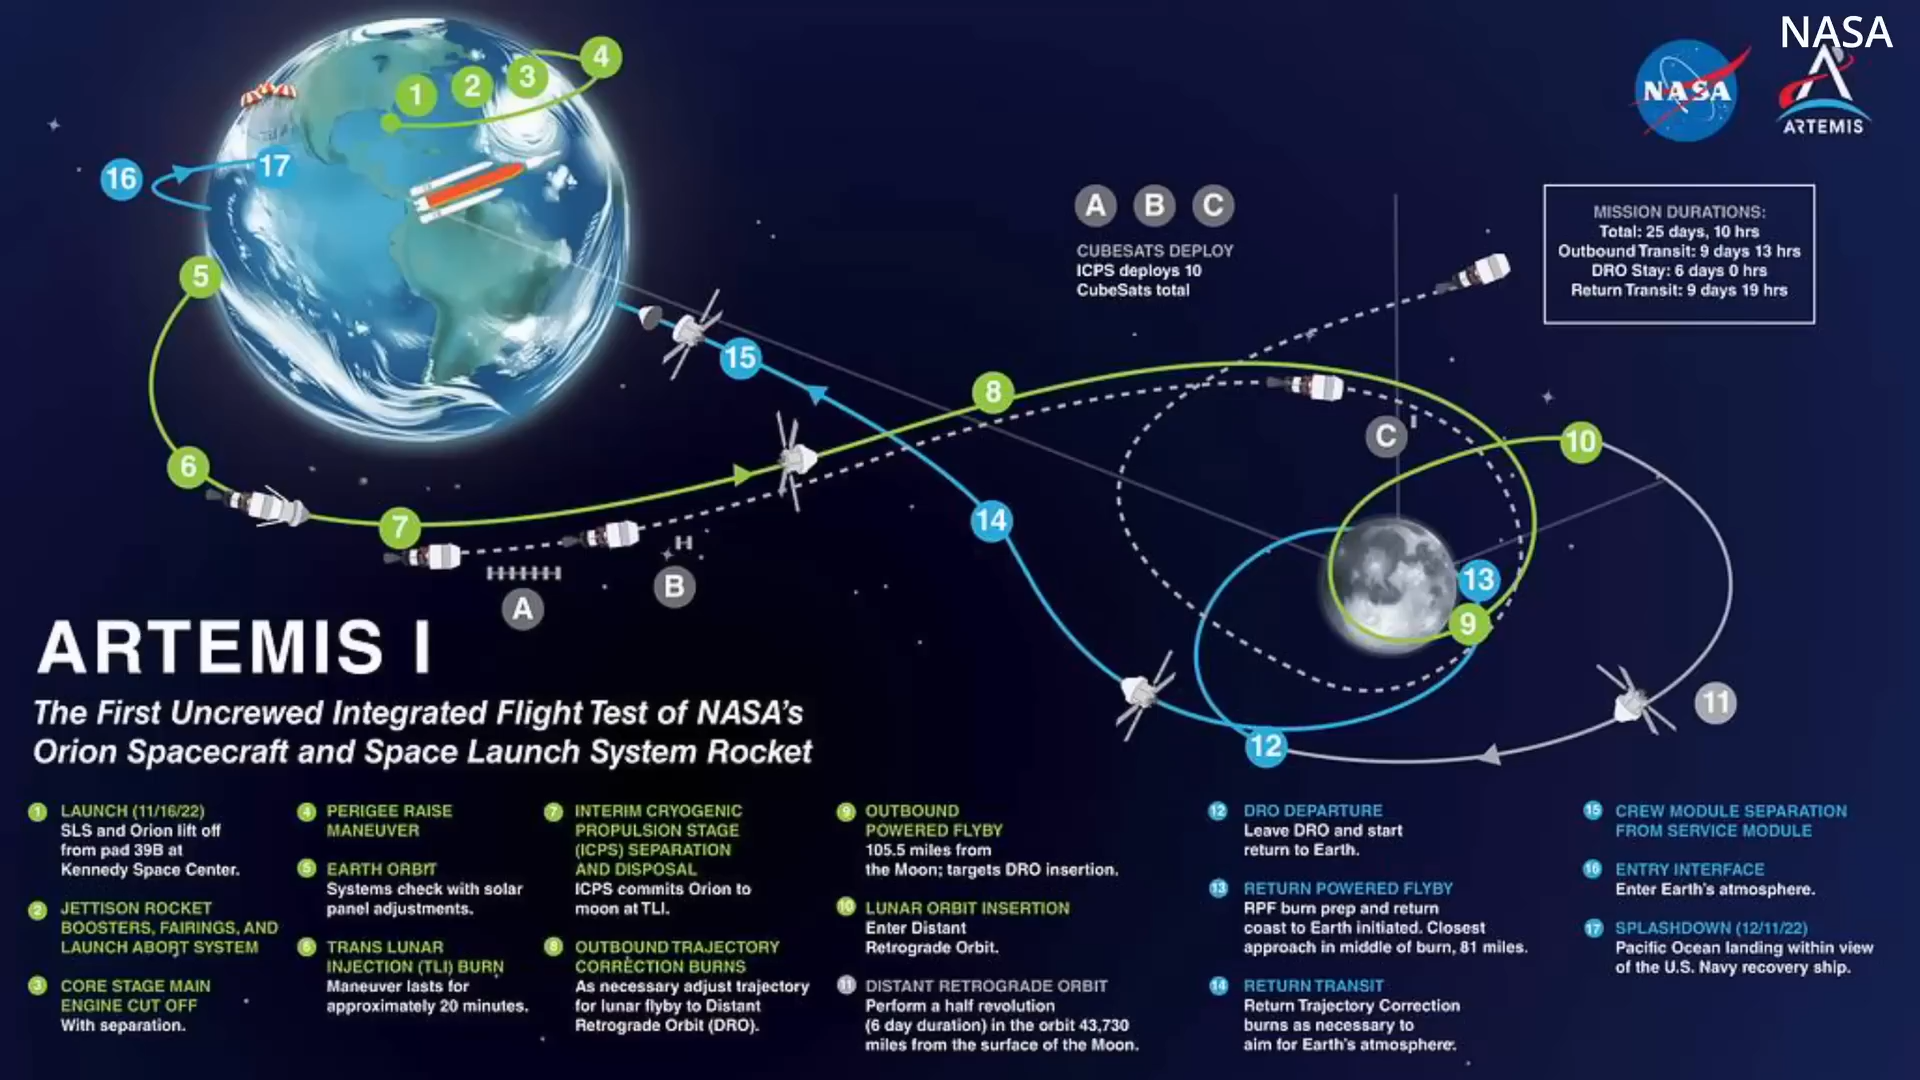 NASA
NASA
ARTEMIS
1
2
3
4
16
17
5
6
7
8
15
14
A B C
CUBESATS DEPLOY
ICPS deploys 10
CubeSats total
MISSION DURATIONS:
Total: 25 days, 10 hrs
Outbound Transit: 9 days 13 hrs
DRO Stay: 6 days 0 hrs
Return Transit: 9 days 19 hrs
C
10
13
9
11
12
A
B
ARTEMIS I
The First Uncrewed Integrated Flight Test of NASA's
Orion Spacecraft and Space Launch System Rocket
1 LAUNCH (11/16/22)
SLS and Orion lift off
from pad 39B at
Kennedy Space Center.
2 JETTISON ROCKET
BOOSTERS, FAIRINGS, AND
LAUNCH ABORT SYSTEM
3 CORE STAGE MAIN
ENGINE CUT OFF
With separation.
4 PERIGEE RAISE
MANEUVER
5 EARTH ORBIT
Systems check with solar
panel adjustments.
6 TRANS LUNAR
INJECTION (TLI) BURN
Maneuver lasts for
approximately 20 minutes.
7 INTERIM CRYOGENIC
PROPULSION STAGE
(ICPS) SEPARATION
AND DISPOSAL
ICPS commits Orion to
moon at TLI.
8 OUTBOUND TRAJECTORY
CORRECTION BURNS
As necessary adjust trajectory
for lunar flyby to Distant
Retrograde Orbit (DRO).
9 OUTBOUND
POWERED FLYBY
105.5 miles from
the Moon; targets DRO insertion.
10 LUNAR ORBIT INSERTION
Enter Distant
Retrograde Orbit.
11 DISTANT RETROGRADE ORBIT
Perform a half revolution
(6 day duration) in the orbit 43,730
miles from the surface of the Moon.
12 DRO DEPARTURE
Leave DRO and start
return to Earth.
13 RETURN POWERED FLYBY
RPF burn prep and return
coast to Earth initiated. Closest
approach in middle of burn, 81 miles.
14 RETURN TRANSIT
Return Trajectory Correction
burns as necessary to
aim for Earth's atmosphere.
15 CREW MODULE SEPARATION
FROM SERVICE MODULE
16 ENTRY INTERFACE
Enter Earth's atmosphere.
17 SPLASHDOWN (12/11/22)
Pacific Ocean landing within view
of the U.S. Navy recovery ship.